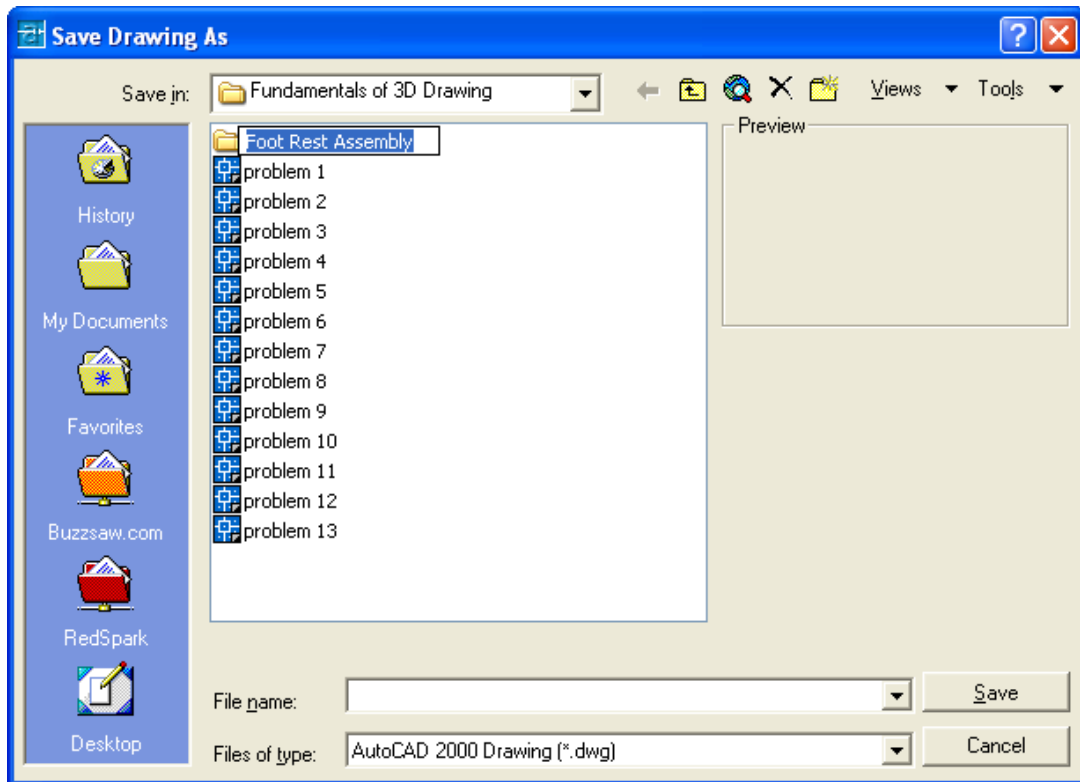 Save Drawing As
Save in: Fundamentals of 3D Drawing Views Tools
History
My Documents
Favorites
Buzzsaw.com
RedSpark
Desktop
Foot Rest Assembly
problem 1
problem 2
problem 3
problem 4
problem 5
problem 6
problem 7
problem 8
problem 9
problem 10
problem 11
problem 12
problem 13
Preview
File name: Save
Files of type: AutoCAD 2000 Drawing (*.dwg) Cancel